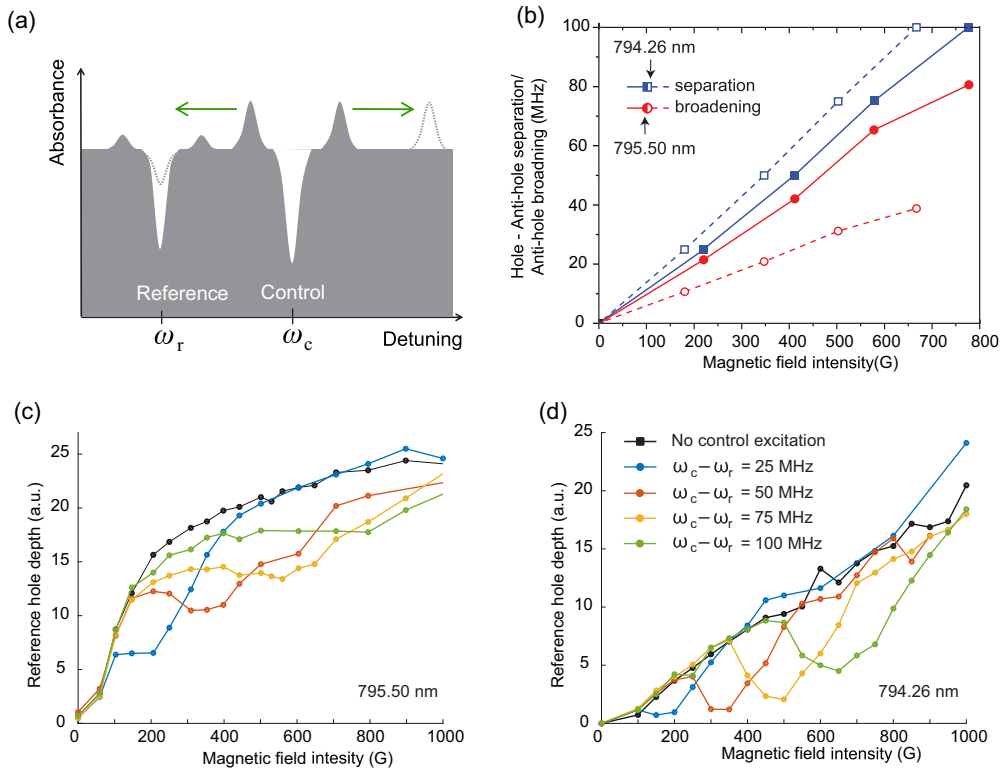 (a)
Absorbance
Reference
Control
ωr
ωc
Detuning
(b)
Hole - Anti-hole separation/
Anti-hole broadning (MHz)
100
80
60
40
20
0
794.26 nm
separation
broadening
795.50 nm
0 100 200 300 400 500 600 700 800
Magnetic field intensity(G)
(c)
Reference hole depth (a.u.)
25
20
15
10
5
0
795.50 nm
0 200 400 600 800 1000
Magnetic field intesity (G)
(d)
Reference hole depth (a.u.)
25
20
15
10
5
0
No control excitation
ωc−ωr = 25 MHz
ωc−ωr = 50 MHz
ωc−ωr = 75 MHz
ωc−ωr = 100 MHz
794.26 nm
0 200 400 600 800 1000
Magnetic field intensity (G)